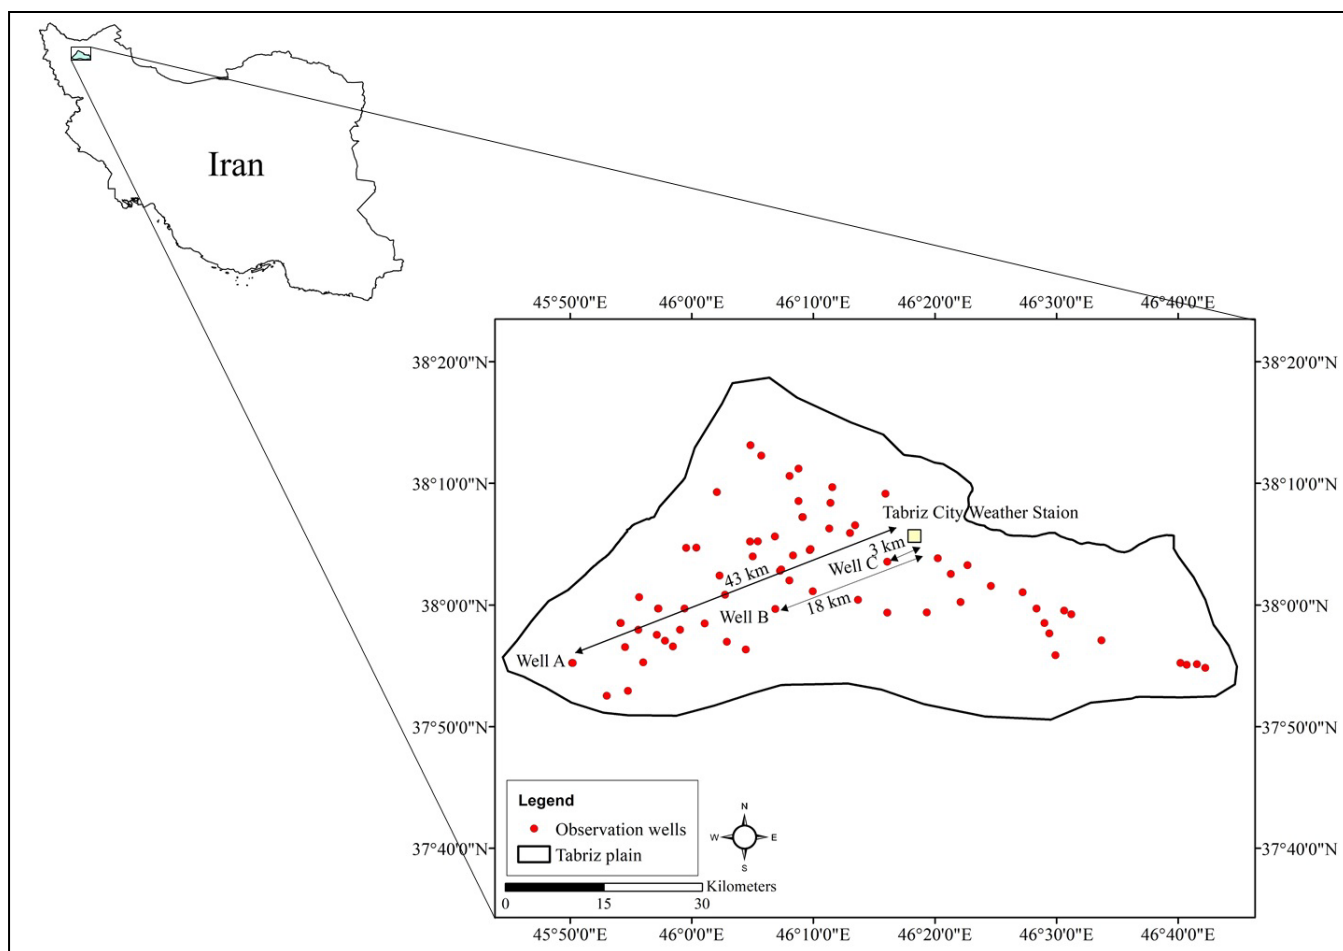 Iran
45°50'0"E 46°0'0"E 46°10'0"E 46°20'0"E 46°30'0"E 46°40'0"E
38°20'0"N 38°20'0"N
38°10'0"N 38°10'0"N
Tabriz City Weather Staion
3 km
Well C
43 km
38°0'0"N 38°0'0"N
18 km
Well B
Well A
37°50'0"N 37°50'0"N
Legend
Observation wells
Tabriz plain
N
W E
S
37°40'0"N 37°40'0"N
Kilometers
0 15 30
45°50'0"E 46°0'0"E 46°10'0"E 46°20'0"E 46°30'0"E 46°40'0"E